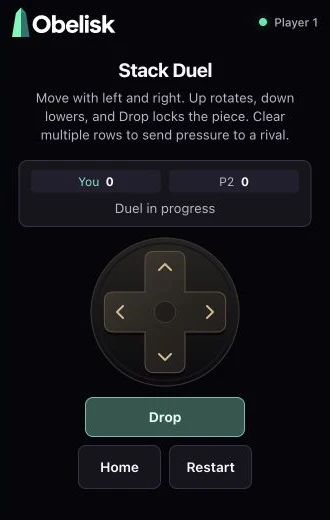 Obelisk
Player 1
Stack Duel
Move with left and right. Up rotates, down
lowers, and Drop locks the piece. Clear
multiple rows to send pressure to a rival.
You 0
P2 0
Duel in progress
Drop
Home
Restart